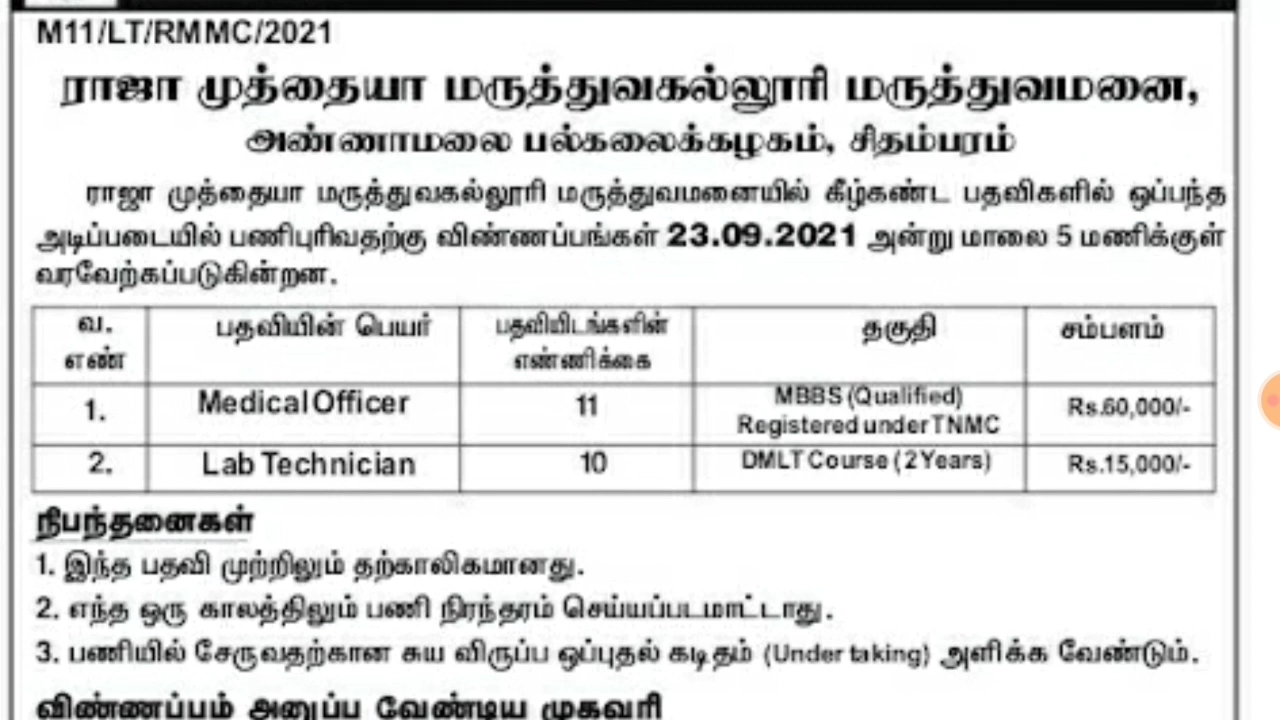 M11/LT/RMMC/2021
ராஜா முத்தையா மருத்துவகல்லூரி மருத்துவமனை,
அண்ணாமலை பல்கலைக்கழகம், சிதம்பரம்
ராஜா முத்தையா மருத்துவகல்லூரி மருத்துவமனையில் கீழ்கண்ட பதவிகளில் ஒப்பந்த
அடிப்படையில் பணிபுரிவதற்கு விண்ணப்பங்கள் 23.09.2021 அன்று மாலை 5 மணிக்குள்
வரவேற்கப்படுகின்றன.
வ. எண் பதவியின் பெயர் பதவியிடங்களின் எண்ணிக்கை தகுதி சம்பளம்
1. Medical Officer 11 MBBS (Qualified) Registered under TNMC Rs.60,000/-
2. Lab Technician 10 DMLT Course (2 Years) Rs.15,000/-
நீபந்தனைகள்
1. இந்த பதவி முற்றிலும் தற்காலிகமானது.
2. எந்த ஒரு காலத்திலும் பணி நிரந்தரம் செய்யப்படமாட்டாது.
3. பணியில் சேருவதற்கான சுய விருப்ப ஒப்புதல் கடிதம் (Under taking) அளிக்க வேண்டும்.
விண்ணப்பம் அனுப்ப வேண்டிய முகவரி